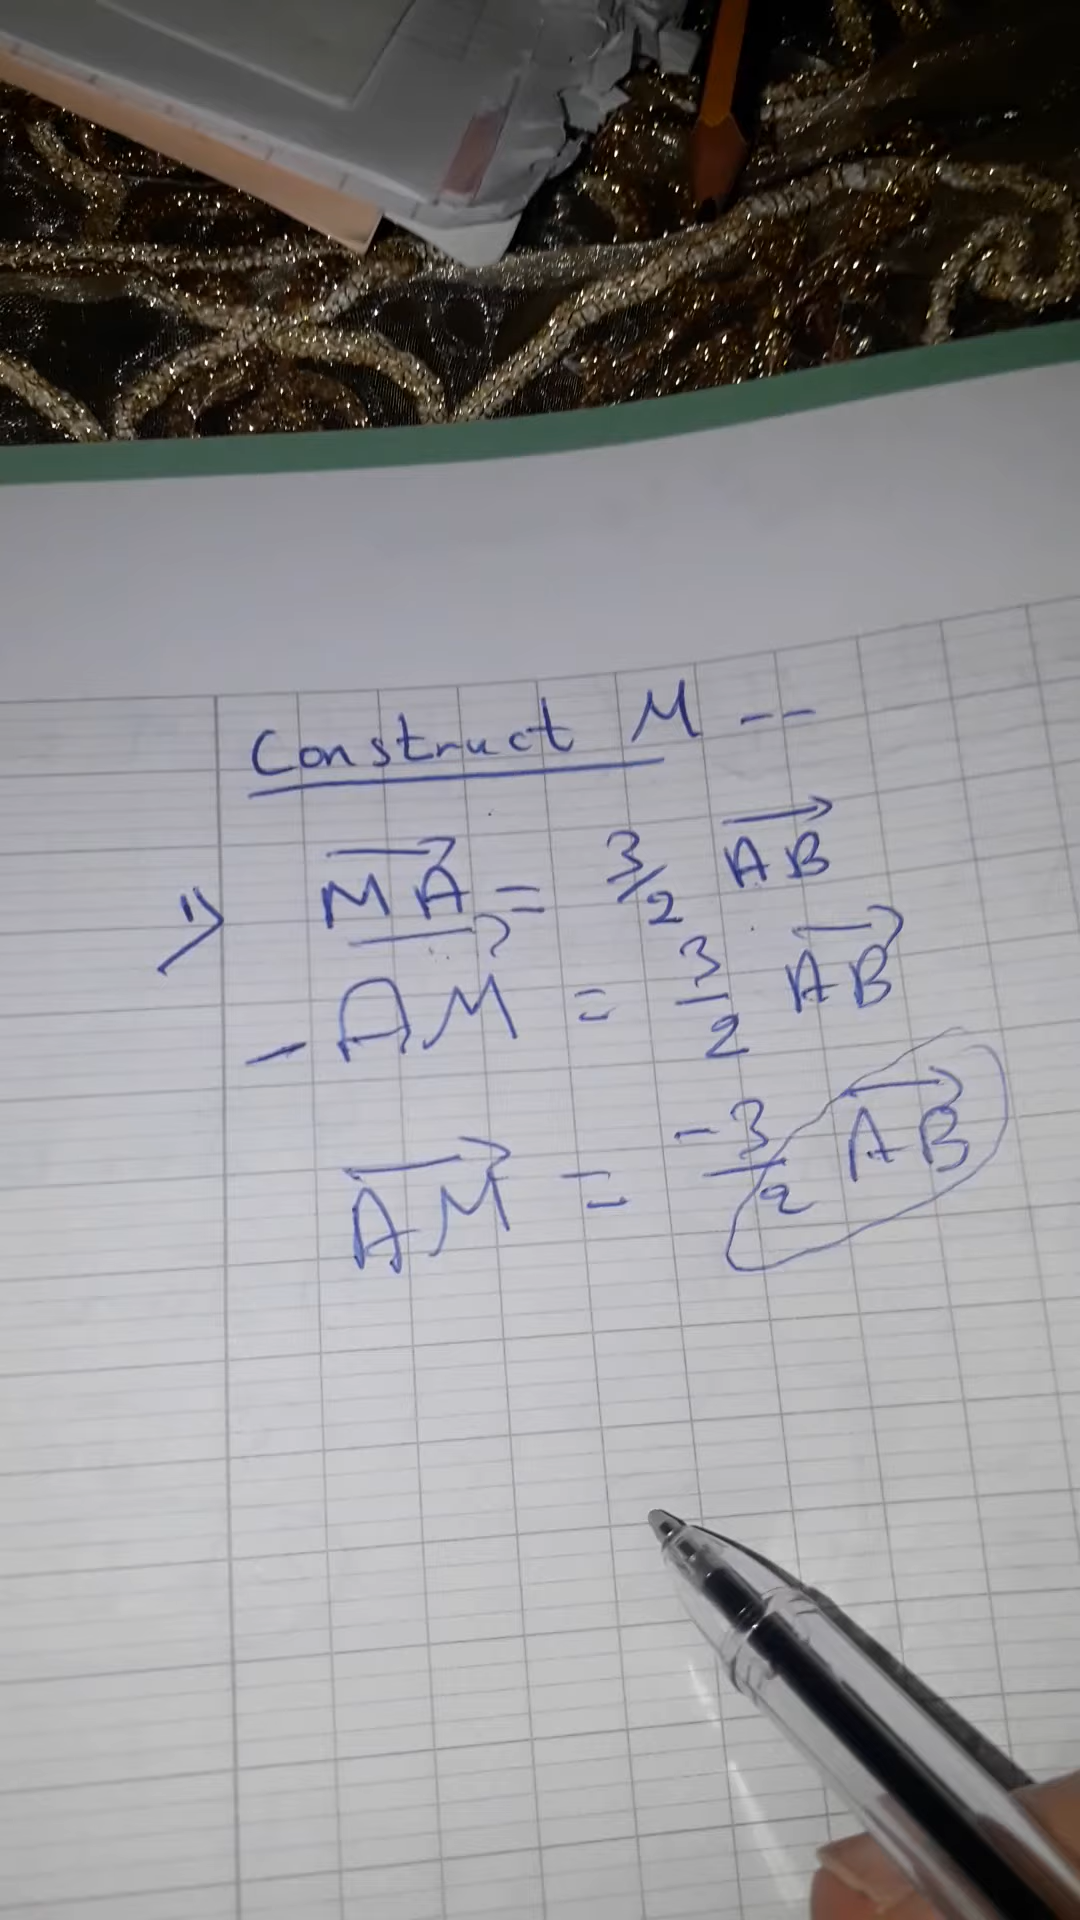 Construct M --
1) MA⃗ = 3/2 AB⃗
- AM⃗ = 3/2 AB⃗
AM⃗ = -3/2 AB⃗